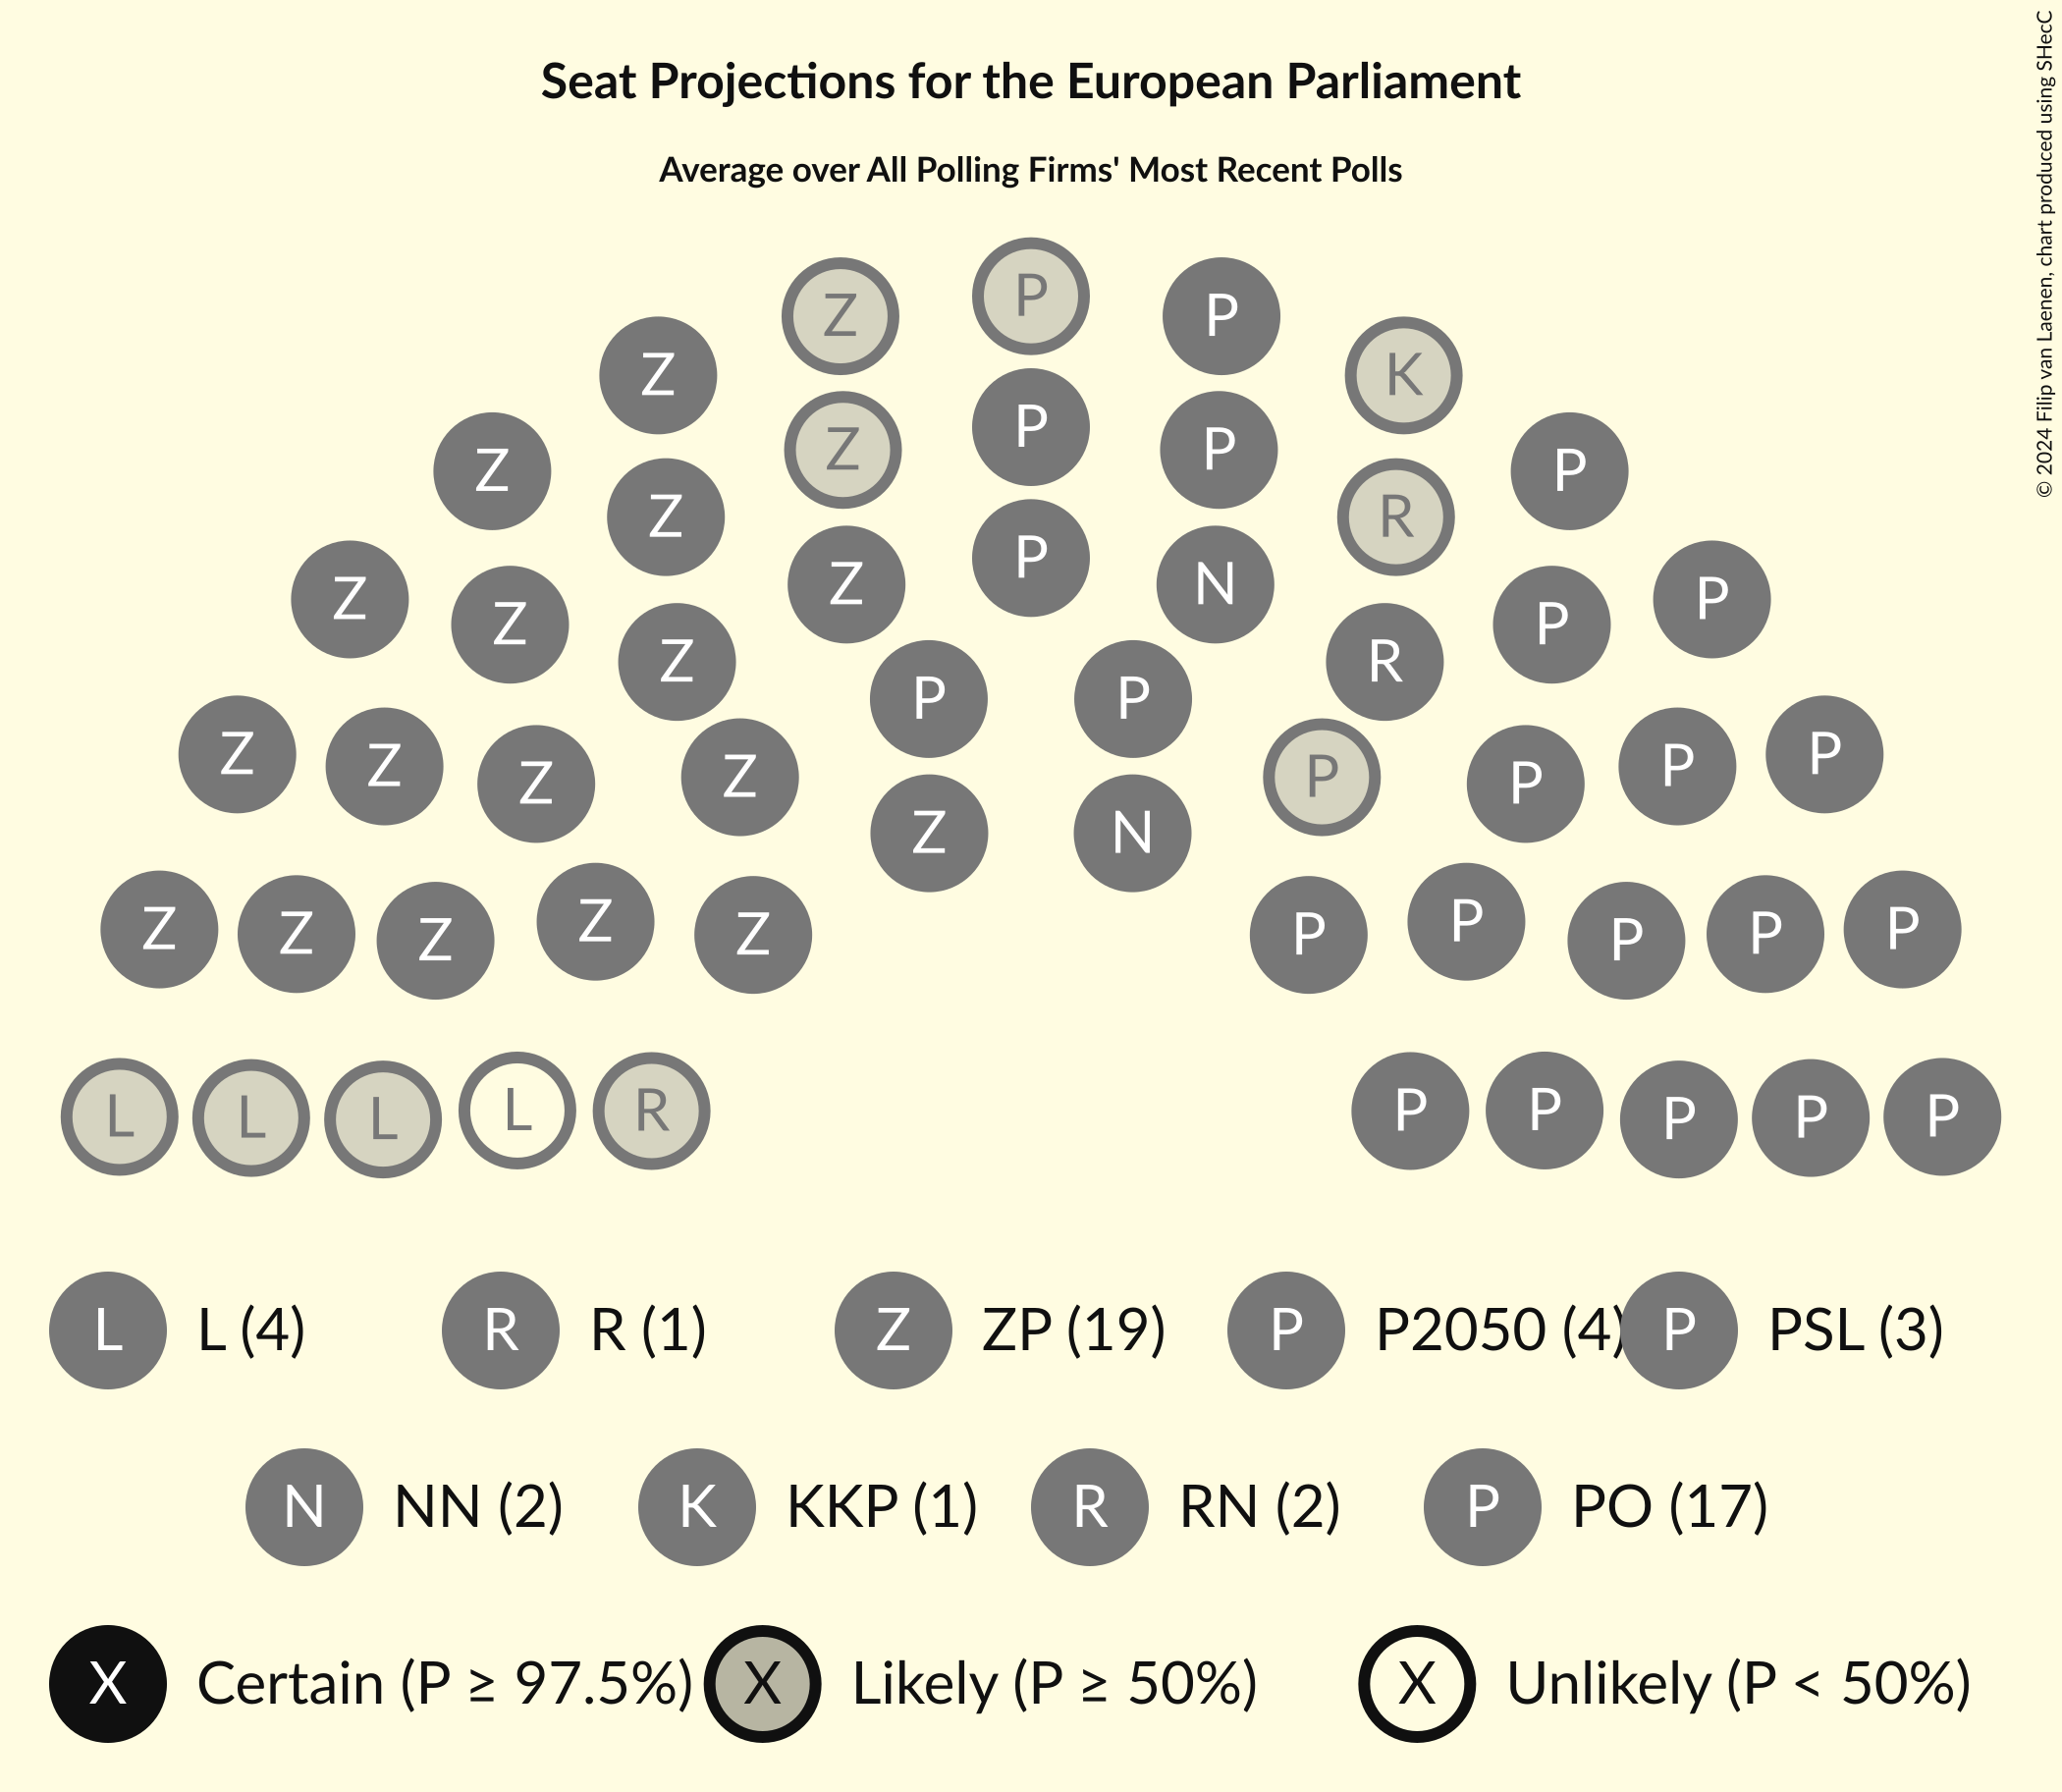 Seat Projections for the European Parliament
Average over All Polling Firms' Most Recent Polls
© 2024 Filip van Laenen, chart produced using SHecC
P
Z P
Z K
P
Z P
Z P
Z R
P
Z N
Z P
Z P
Z R
P P
Z P
Z P
Z P
Z P
Z N
Z P
Z P
Z P
Z P
Z P
L L L L R P P P P P
L L (4) R R (1) Z ZP (19) P P2050 (4) P PSL (3)
N NN (2) K KKP (1) R RN (2) P PO (17)
X Certain (P ≥ 97.5%) X Likely (P ≥ 50%) X Unlikely (P < 50%)